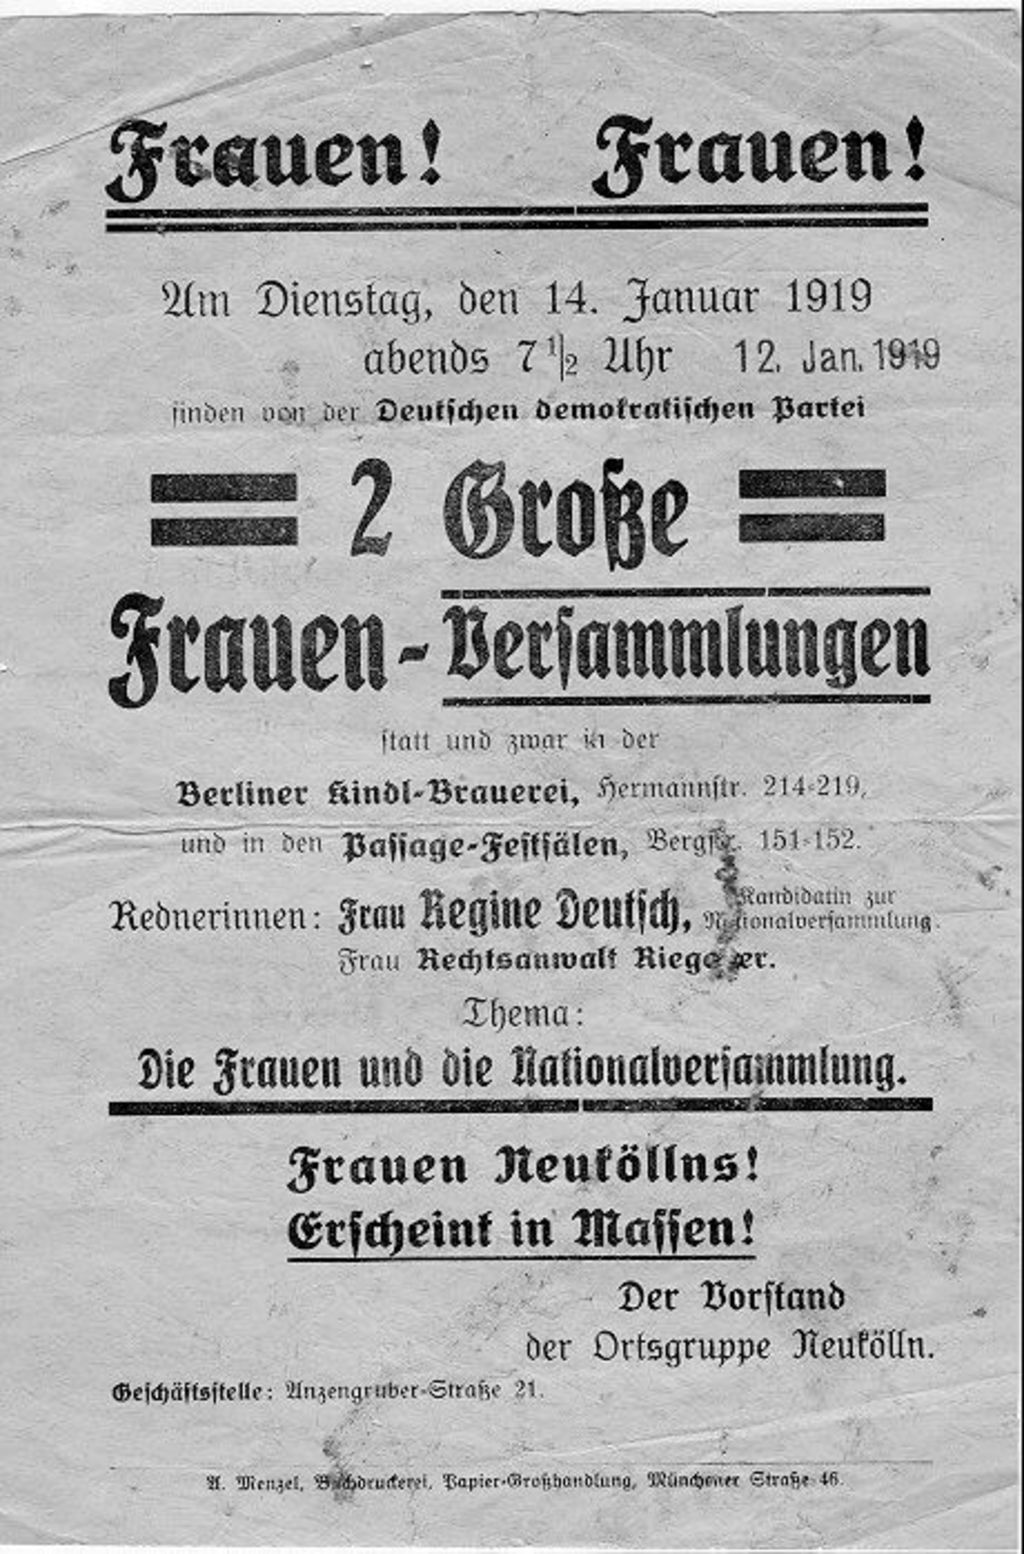 Frauen! Frauen!
Am Dienstag, den 14. Januar 1919
abends 7 1/2 Uhr 12. Jan. 1919
finden von der Deutschen demokratischen Partei
2 Große
Frauen-Versammlungen
statt und zwar in der
Berliner Kindl-Brauerei, Hermannstr. 214-219,
und in den Passage-Festsälen, Bergstr. 151-152.
Rednerinnen: Frau Regine Deutsch, Kandidatin zur
Nationalversammlung.
Frau Rechtsanwalt
Thema:
Die Frauen und die Nationalversammlung.
Frauen Neuköllns!
Erscheint in Massen!
Der Vorstand
der Ortsgruppe Neukölln.
Geschäftsstelle: Anzengruber-Straße 21.
A. Menzel, Buchdruckerei, Papier-Großhandlung, Münchener Straße 46.